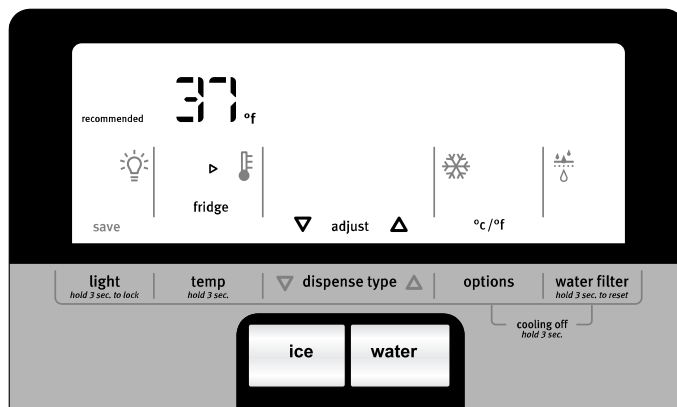 37 °f
recommended
fridge
save
adjust
°c/°f
light
hold 3 sec. to lock
temp
hold 3 sec.
dispense type
options
water filter
hold 3 sec. to reset
cooling off
hold 3 sec.
ice
water